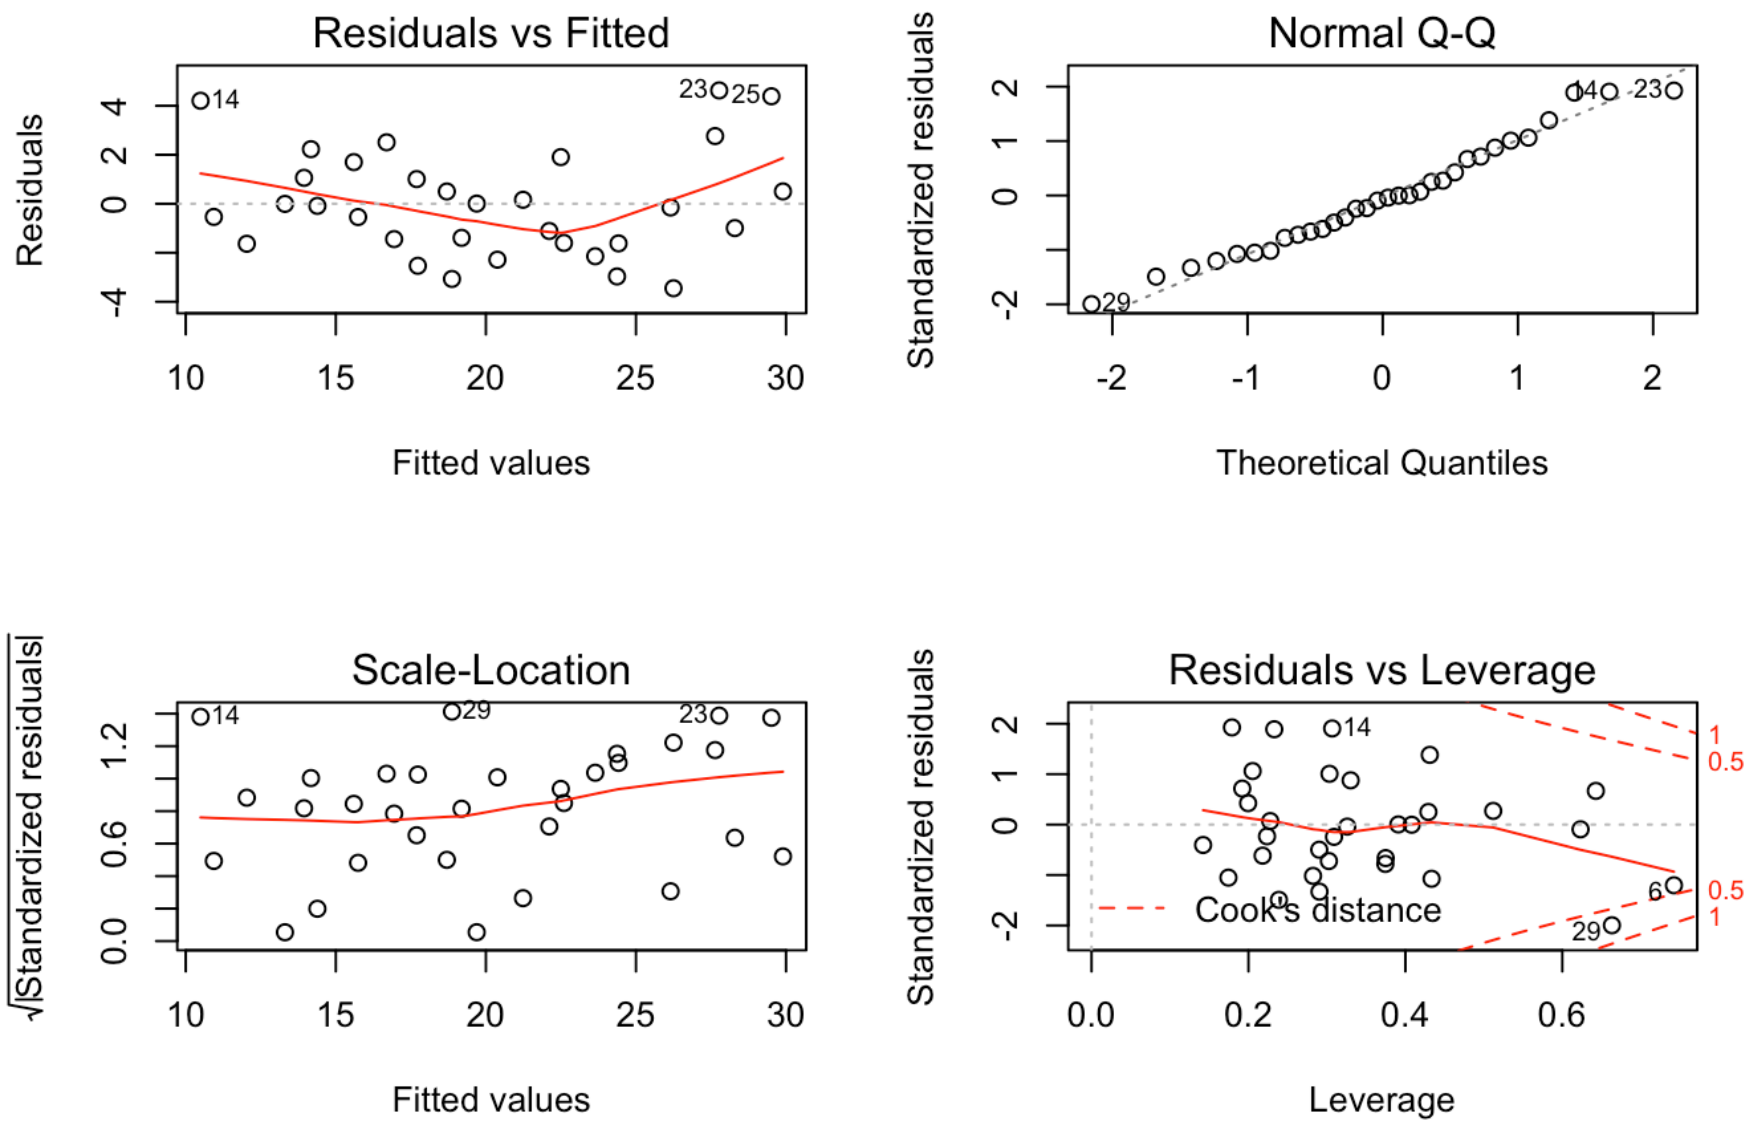 Residuals vs Fitted
Residuals
4
2
0
-4
14
23
25
10 15 20 25 30
Fitted values
Normal Q-Q
Standardized residuals
2
1
0
-2
14
23
29
-2 -1 0 1 2
Theoretical Quantiles
Scale-Location
√|Standardized residuals|
1.2
0.6
0.0
14
29
23
10 15 20 25 30
Fitted values
Residuals vs Leverage
Standardized residuals
2
1
0
-2
14
1
0.5
0.5
1
6
29
Cook's distance
0.0 0.2 0.4 0.6
Leverage